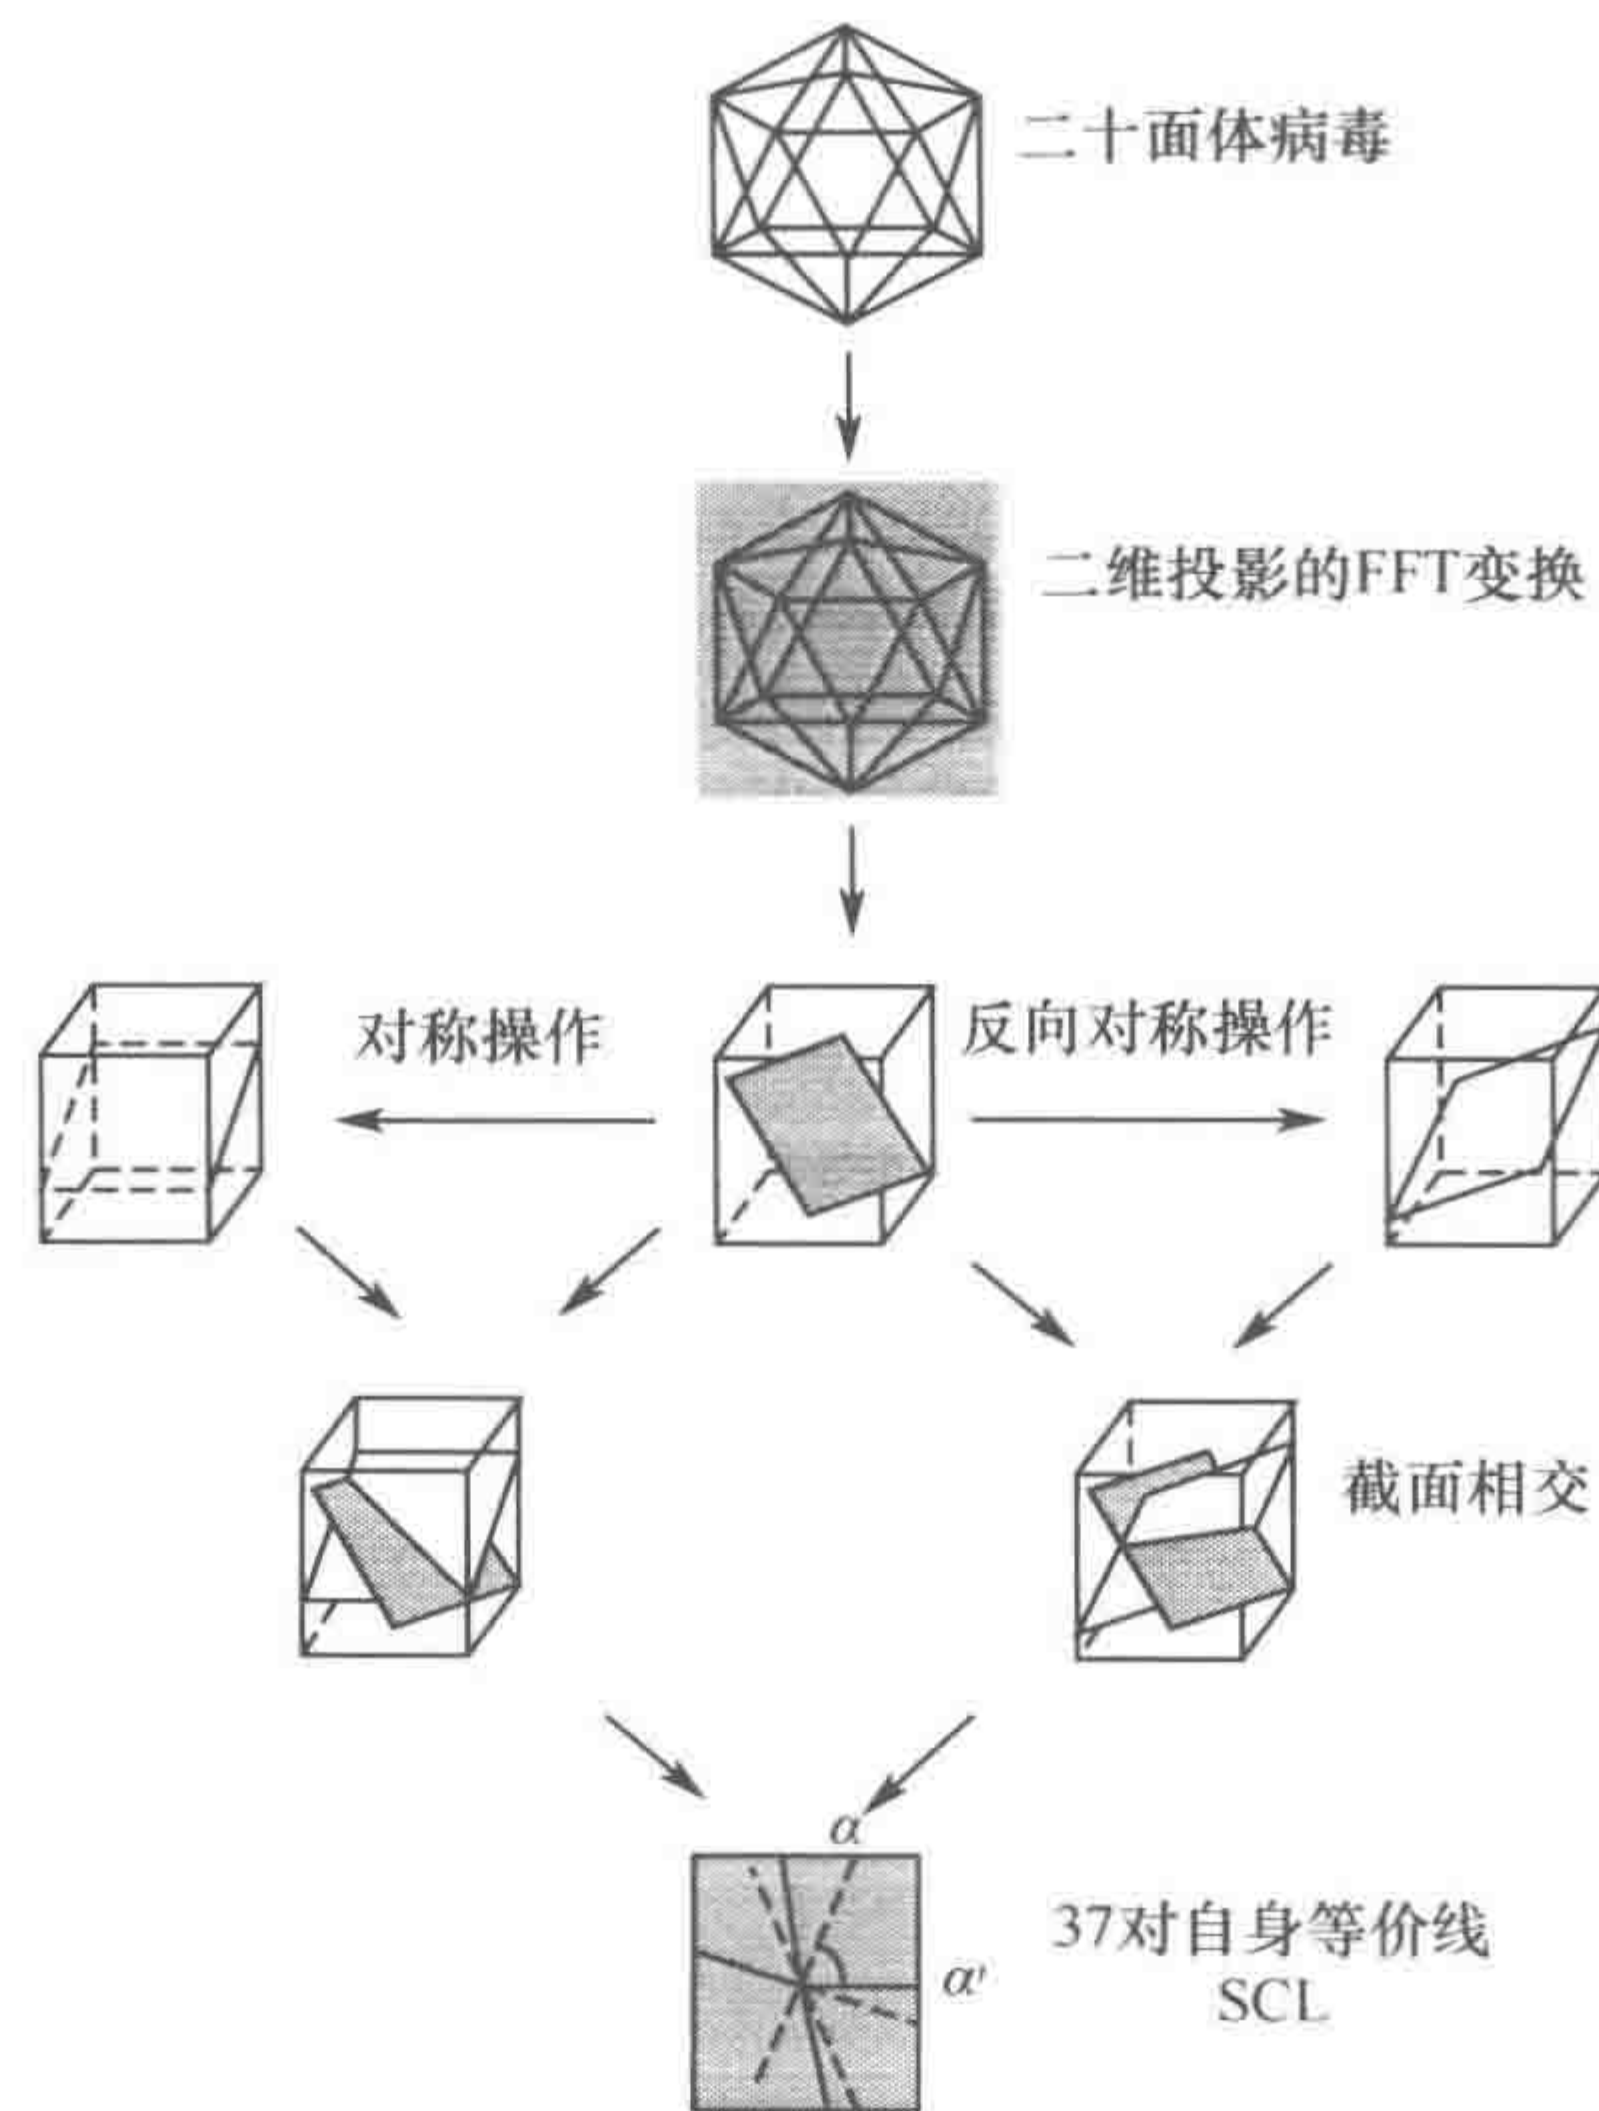 二十面体病毒
二维投影的FFT变换
对称操作
反向对称操作
截面相交
α
α'
37对自身等价线
SCL